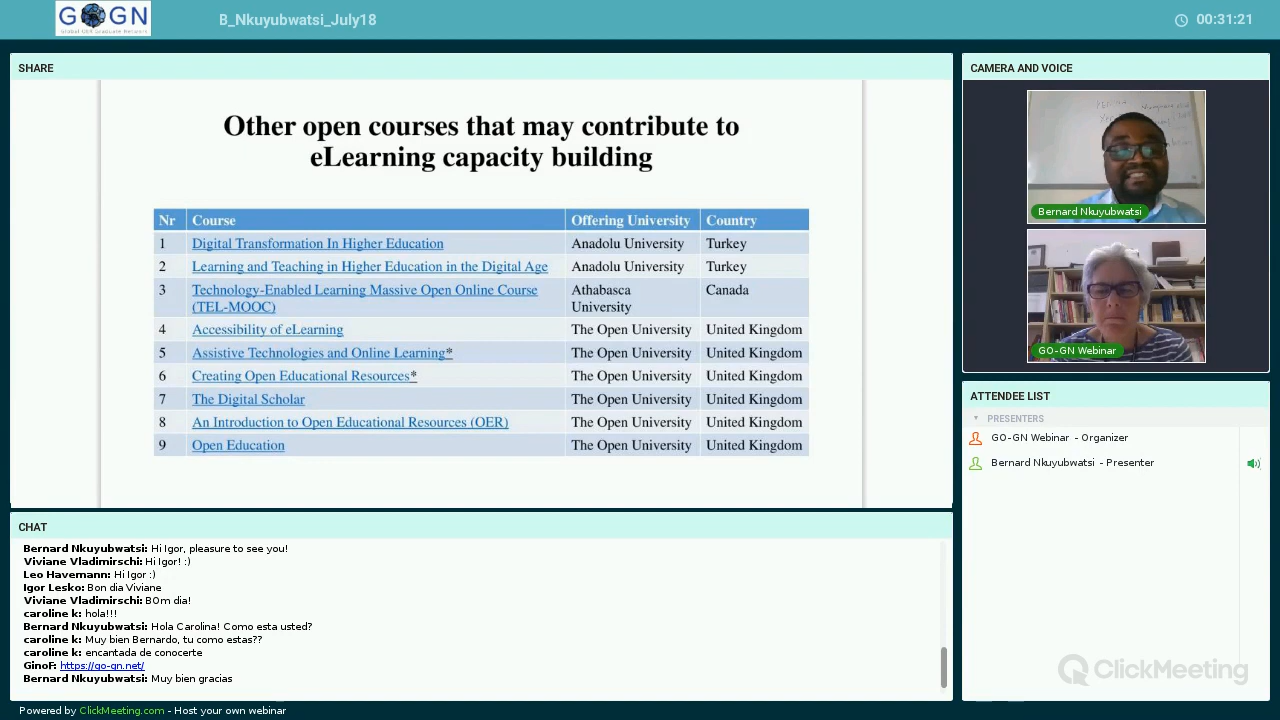 GOGN
Global OER Graduate Network
B_Nkuyubwatsi_July18
00:31:21
SHARE
Other open courses that may contribute to
eLearning capacity building
Nr Course Offering University Country
1 Digital Transformation In Higher Education Anadolu University Turkey
2 Learning and Teaching in Higher Education in the Digital Age Anadolu University Turkey
3 Technology-Enabled Learning Massive Open Online Course Athabasca Canada
(TEL-MOOC) University
4 Accessibility of eLearning The Open University United Kingdom
5 Assistive Technologies and Online Learning* The Open University United Kingdom
6 Creating Open Educational Resources* The Open University United Kingdom
7 The Digital Scholar The Open University United Kingdom
8 An Introduction to Open Educational Resources (OER) The Open University United Kingdom
9 Open Education The Open University United Kingdom
CHAT
Bernard Nkuyubwatsi: Hi Igor, pleasure to see you!
Viviane Vladimirschi: Hi Igor! :)
Leo Havemann: Hi Igor :)
Igor Lesko: Bon dia Viviane
Viviane Vladimirschi: BOm dia!
caroline k: hola!!!
Bernard Nkuyubwatsi: Hola Carolina! Como esta usted?
caroline k: Muy bien Bernardo, tu como estas??
caroline k: encantada de conocerte
GinoF: https://go-gn.net/
Bernard Nkuyubwatsi: Muy bien gracias
Powered by ClickMeeting.com - Host your own webinar
CAMERA AND VOICE
Bernard Nkuyubwatsi
GO-GN Webinar
ATTENDEE LIST
PRESENTERS
GO-GN Webinar - Organizer
Bernard Nkuyubwatsi - Presenter
ClickMeeting